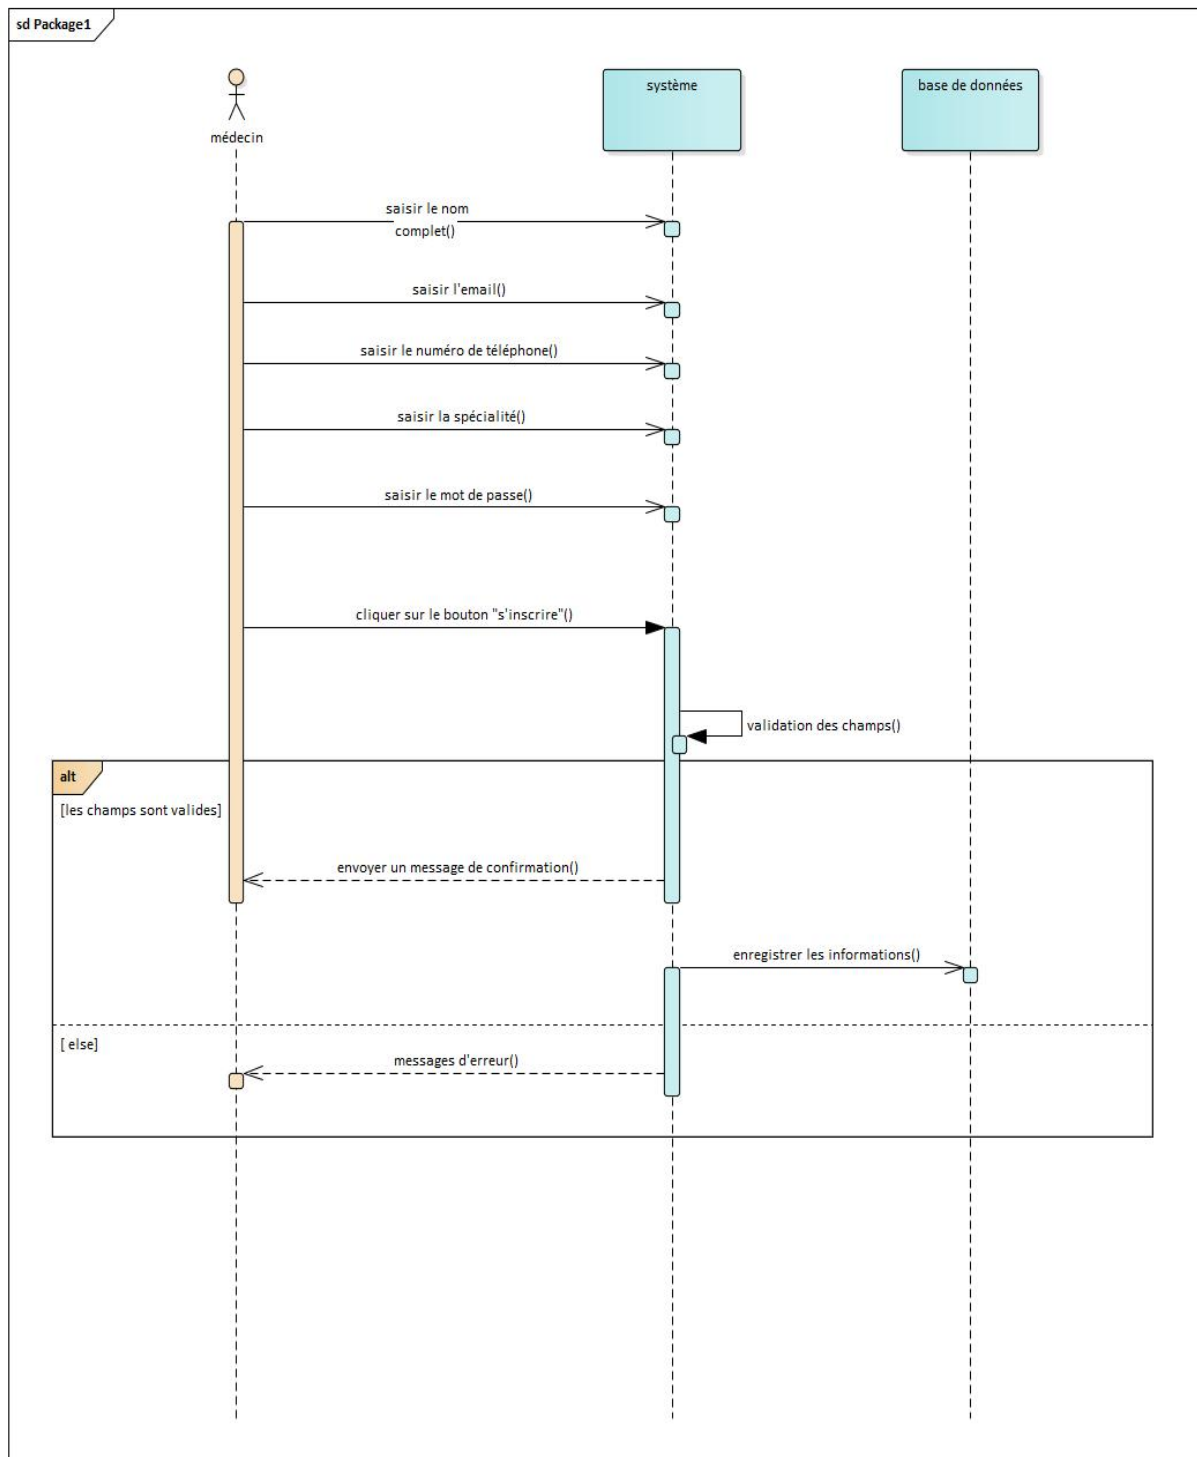 sd Package1
médecin
système
base de données
saisir le nom
complet()
saisir l'email()
saisir le numéro de téléphone()
saisir la spécialité()
saisir le mot de passe()
cliquer sur le bouton "s'inscrire"()
validation des champs()
alt
[les champs sont valides]
envoyer un message de confirmation()
enregistrer les informations()
[ else]
messages d'erreur()